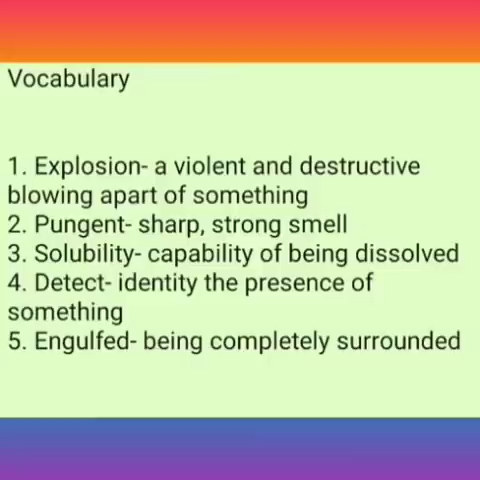 Vocabulary
1. Explosion- a violent and destructive
blowing apart of something
2. Pungent- sharp, strong smell
3. Solubility- capability of being dissolved
4. Detect- identity the presence of
something
5. Engulfed- being completely surrounded